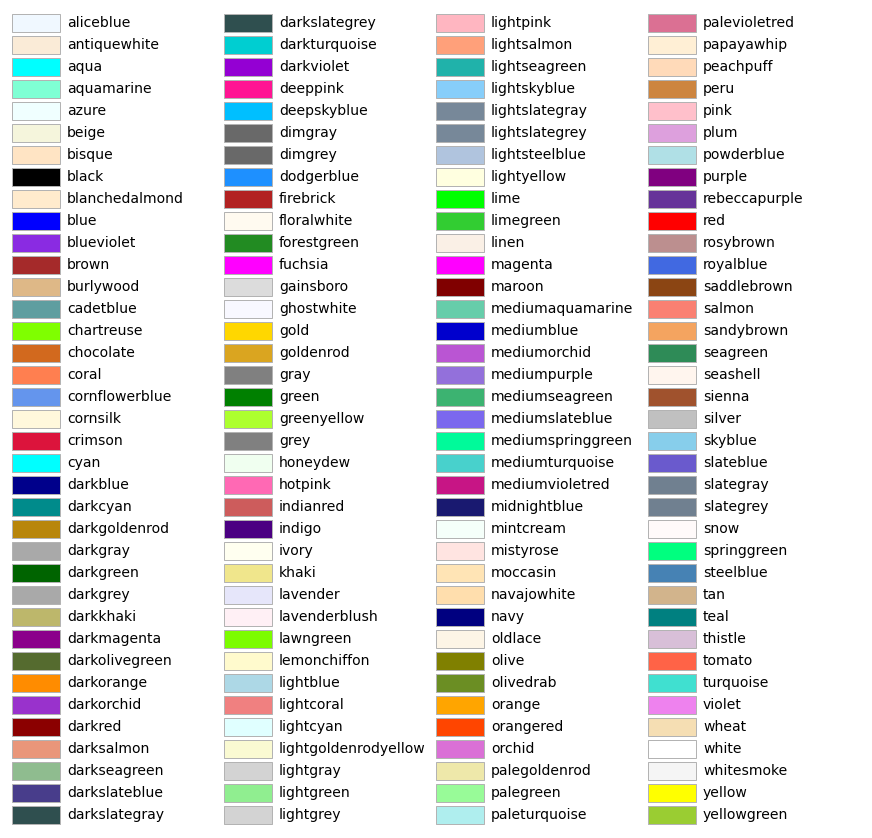 aliceblue
antiquewhite
aqua
aquamarine
azure
beige
bisque
black
blanchedalmond
blue
blueviolet
brown
burlywood
cadetblue
chartreuse
chocolate
coral
cornflowerblue
cornsilk
crimson
cyan
darkblue
darkcyan
darkgoldenrod
darkgray
darkgreen
darkgrey
darkkhaki
darkmagenta
darkolivegreen
darkorange
darkorchid
darkred
darksalmon
darkseagreen
darkslateblue
darkslategray
darkslategrey
darkturquoise
darkviolet
deeppink
deepskyblue
dimgray
dimgrey
dodgerblue
firebrick
floralwhite
forestgreen
fuchsia
gainsboro
ghostwhite
gold
goldenrod
gray
green
greenyellow
grey
honeydew
hotpink
indianred
indigo
ivory
khaki
lavender
lavenderblush
lawngreen
lemonchiffon
lightblue
lightcoral
lightcyan
lightgoldenrodyellow
lightgray
lightgreen
lightgrey
lightpink
lightsalmon
lightseagreen
lightskyblue
lightslategray
lightslategrey
lightsteelblue
lightyellow
lime
limegreen
linen
magenta
maroon
mediumaquamarine
mediumblue
mediumorchid
mediumpurple
mediumseagreen
mediumslateblue
mediumspringgreen
mediumturquoise
mediumvioletred
midnightblue
mintcream
mistyrose
moccasin
navajowhite
navy
oldlace
olive
olivedrab
orange
orangered
orchid
palegoldenrod
palegreen
paleturquoise
palevioletred
papayawhip
peachpuff
peru
pink
plum
powderblue
purple
rebeccapurple
red
rosybrown
royalblue
saddlebrown
salmon
sandybrown
seagreen
seashell
sienna
silver
skyblue
slateblue
slategray
slategrey
snow
springgreen
steelblue
tan
teal
thistle
tomato
turquoise
violet
wheat
white
whitesmoke
yellow
yellowgreen